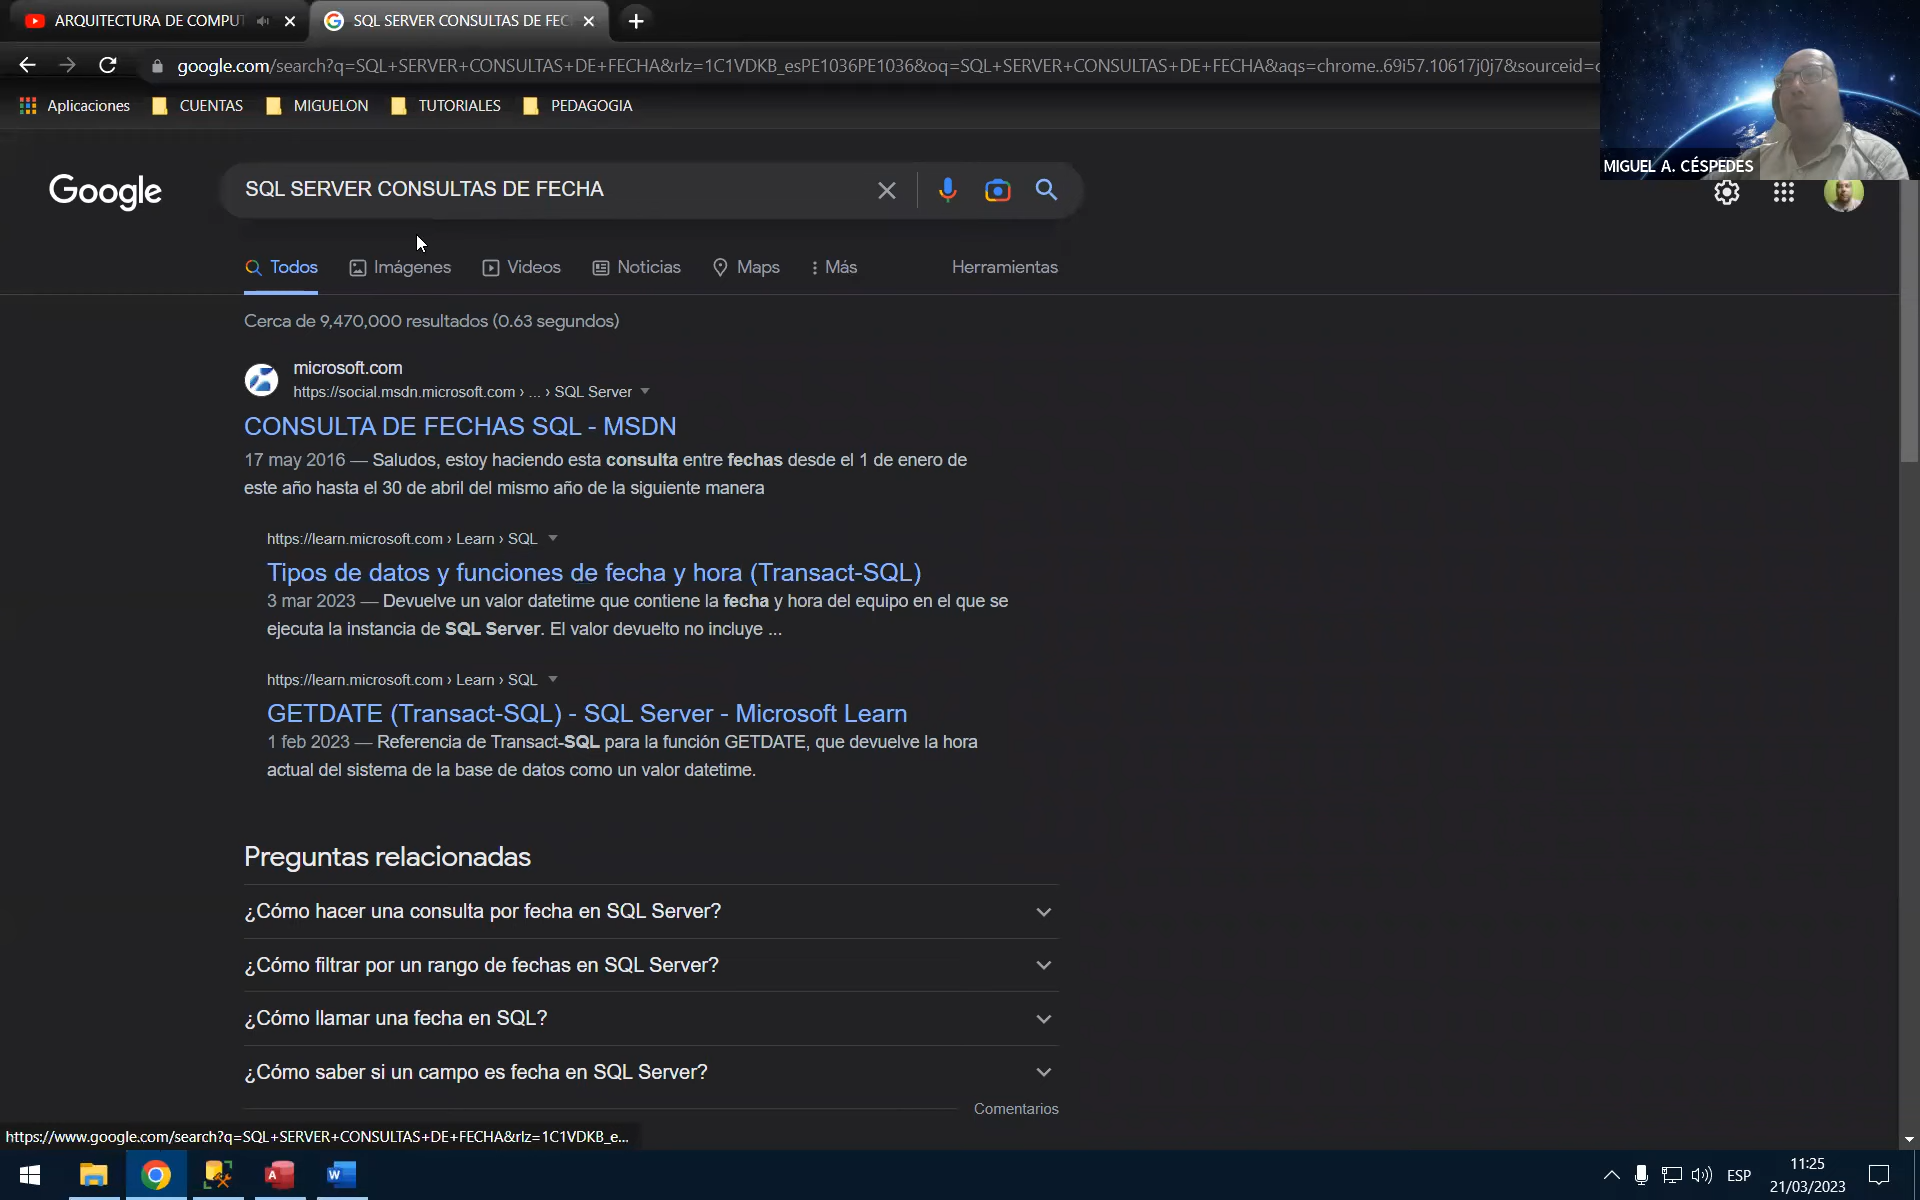 ARQUITECTURA DE COMPUT
SQL SERVER CONSULTAS DE FEC
google.com/search?q=SQL+SERVER+CONSULTAS+DE+FECHA&rlz=1C1VDKB_esPE1036PE1036&oq=SQL+SERVER+CONSULTAS+DE+FECHA&aqs=chrome..69i57.10617j0j7&sourceid=c
Aplicaciones
CUENTAS
MIGUELON
TUTORIALES
PEDAGOGIA
MIGUEL A. CÉSPEDES
Google
SQL SERVER CONSULTAS DE FECHA
Todos
Imágenes
Videos
Noticias
Maps
Más
Herramientas
Cerca de 9,470,000 resultados (0.63 segundos)
microsoft.com
https://social.msdn.microsoft.com › ... › SQL Server
CONSULTA DE FECHAS SQL - MSDN
17 may 2016 — Saludos, estoy haciendo esta consulta entre fechas desde el 1 de enero de
este año hasta el 30 de abril del mismo año de la siguiente manera
https://learn.microsoft.com › Learn › SQL
Tipos de datos y funciones de fecha y hora (Transact-SQL)
3 mar 2023 — Devuelve un valor datetime que contiene la fecha y hora del equipo en el que se
ejecuta la instancia de SQL Server. El valor devuelto no incluye ...
https://learn.microsoft.com › Learn › SQL
GETDATE (Transact-SQL) - SQL Server - Microsoft Learn
1 feb 2023 — Referencia de Transact-SQL para la función GETDATE, que devuelve la hora
actual del sistema de la base de datos como un valor datetime.
Preguntas relacionadas
¿Cómo hacer una consulta por fecha en SQL Server?
¿Cómo filtrar por un rango de fechas en SQL Server?
¿Cómo llamar una fecha en SQL?
¿Cómo saber si un campo es fecha en SQL Server?
Comentarios
https://www.google.com/search?q=SQL+SERVER+CONSULTAS+DE+FECHA&rlz=1C1VDKB_e...
ESP
11:25
21/03/2023